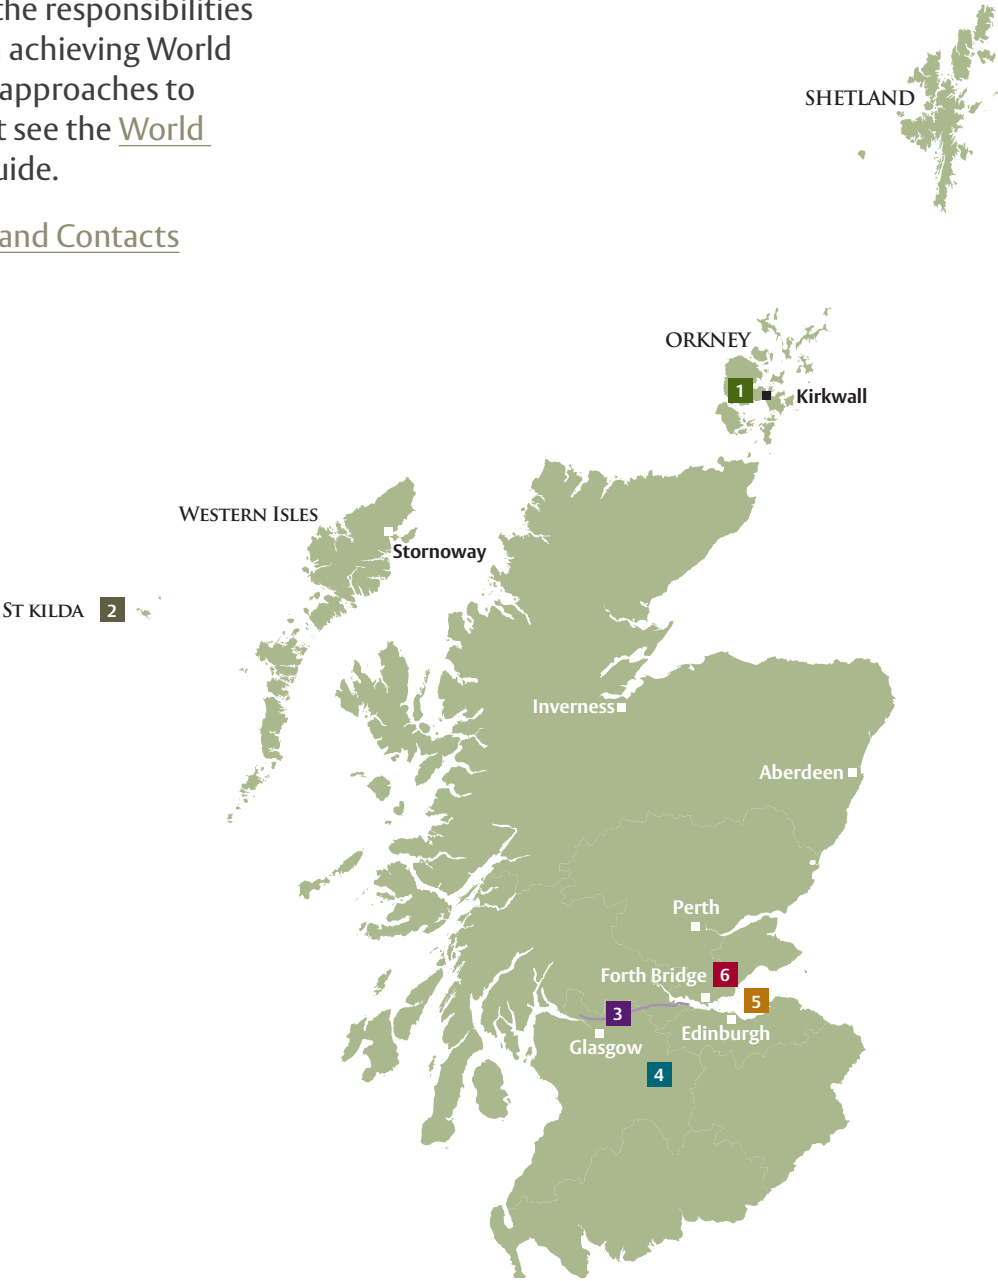 the responsibilities
achieving World
approaches to
t see the World
uide.
and Contacts
SHETLAND
ORKNEY
1
Kirkwall
WESTERN ISLES
Stornoway
ST KILDA 2
Inverness
Aberdeen
Perth
Forth Bridge 6
5
3
Edinburgh
Glasgow
4